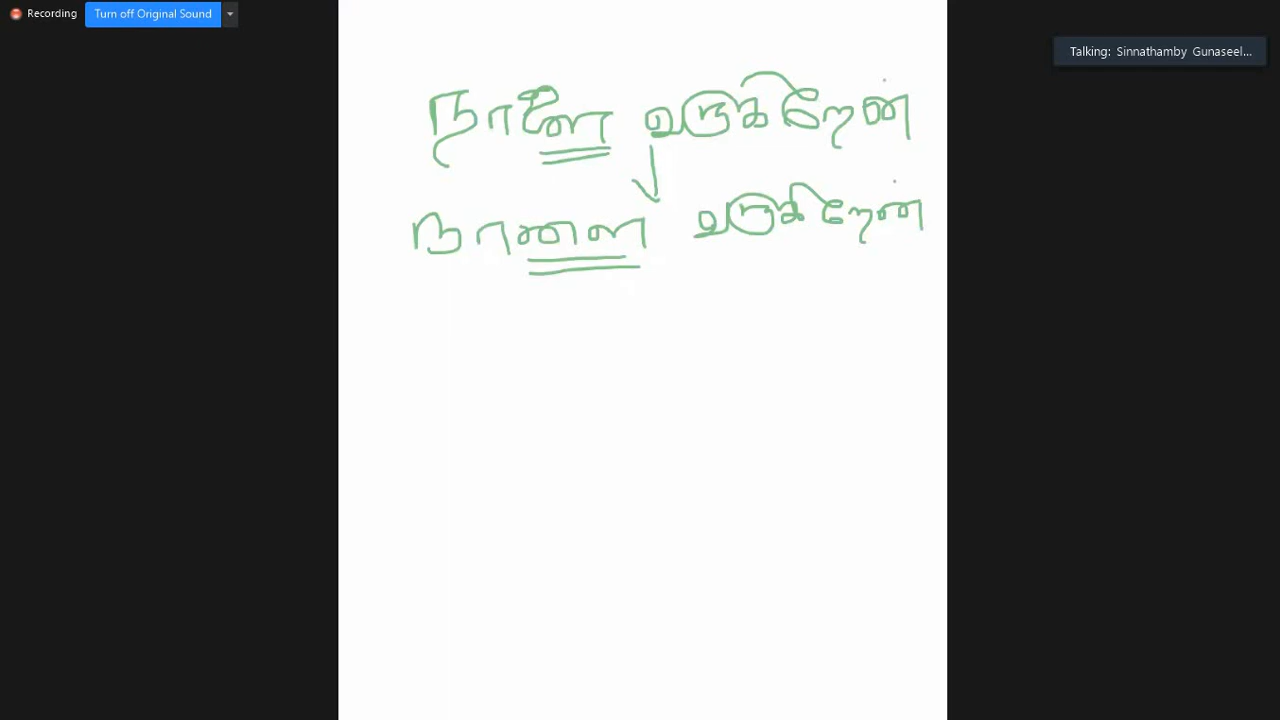 Recording
Turn off Original Sound
Talking: Sinnathamby Gunaseel...
நாளை வருகிறேன்
நாளை வருகிறேன்